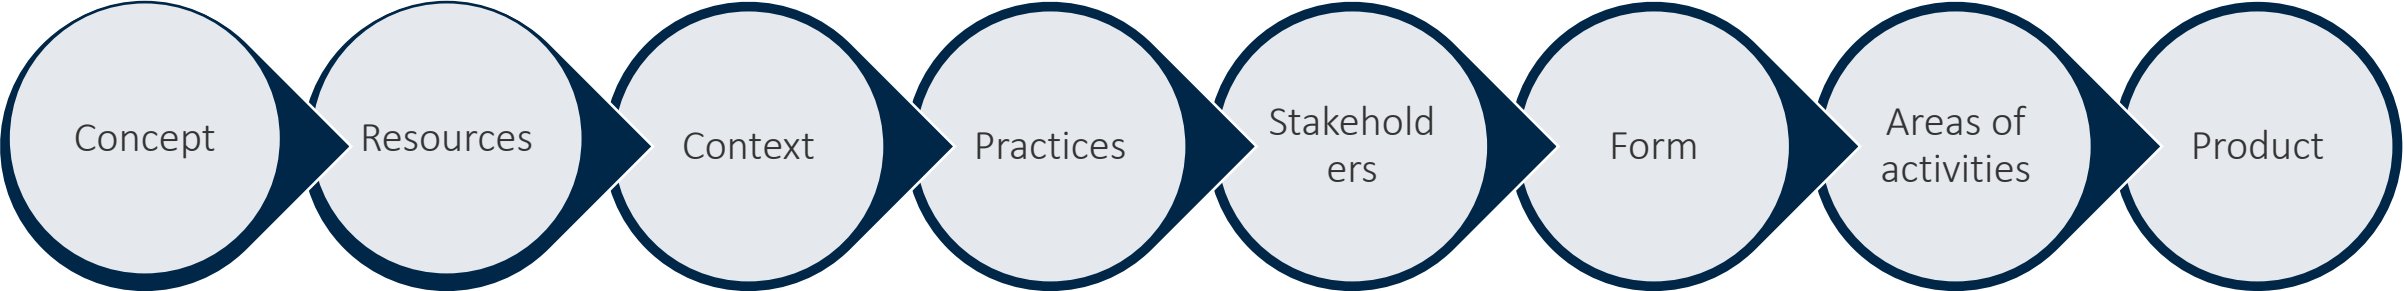 Concept
Resources
Context
Practices
Stakehold
ers
Form
Areas of
activities
Product